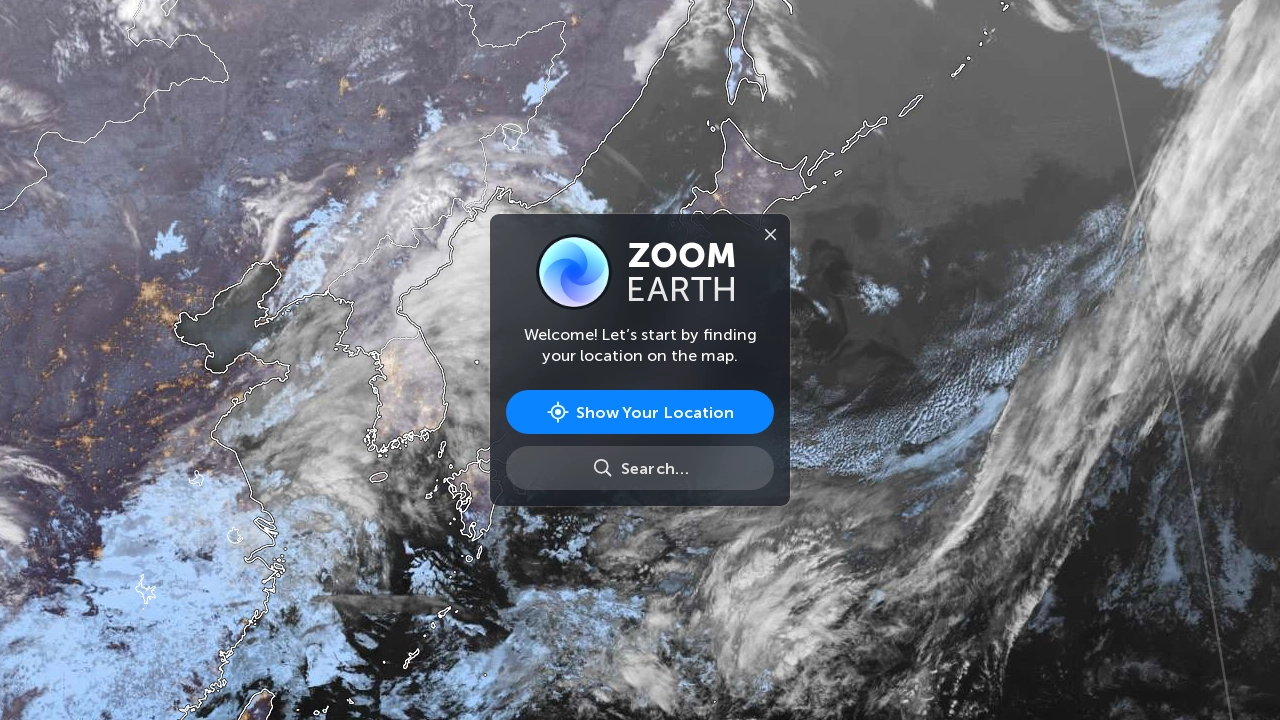 ZOOM
EARTH
Welcome! Let’s start by finding
your location on the map.
Show Your Location
Search…